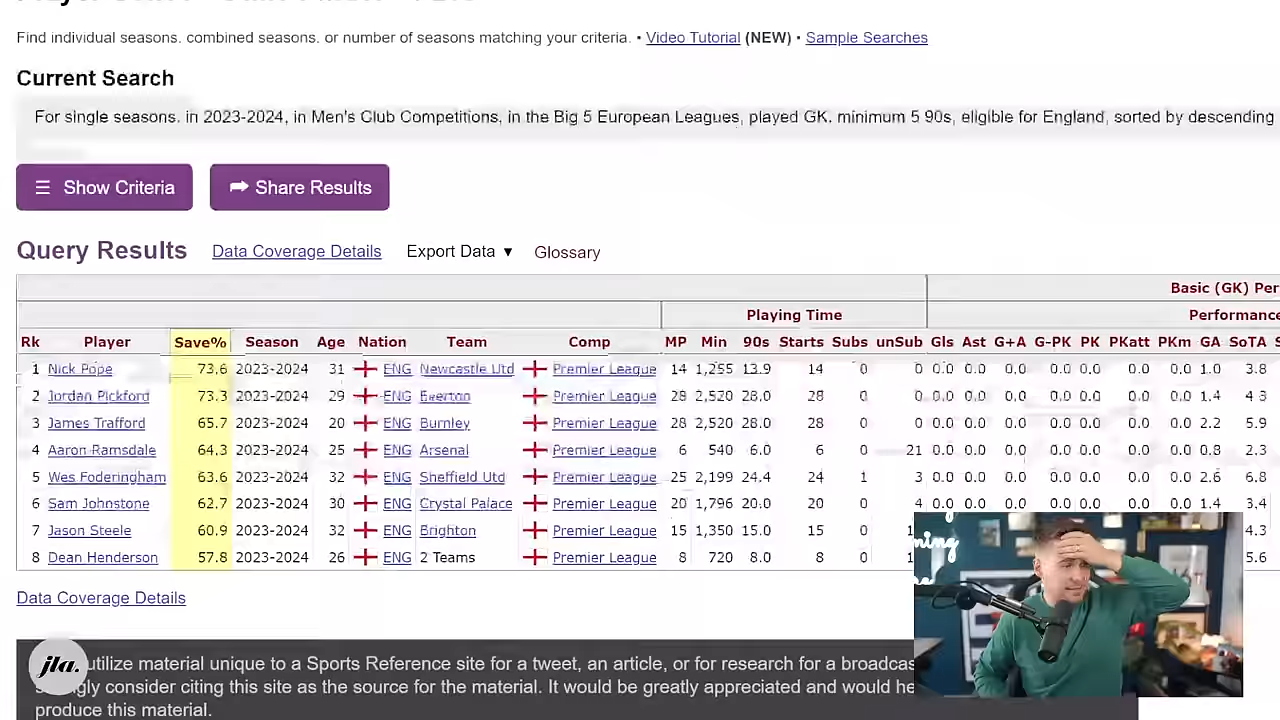 Find individual seasons. combined seasons. or number of seasons matching your criteria. • Video Tutorial (NEW) • Sample Searches
Current Search
For single seasons. in 2023-2024, in Men's Club Competitions, in the Big 5 European Leagues, played GK. minimum 5 90s, eligible for England, sorted by descending
☰ Show Criteria
Share Results
Query Results Data Coverage Details Export Data ▼ Glossary
Basic (GK) Per
Playing Time Performance
Rk Player Save% Season Age Nation Team Comp MP Min 90s Starts Subs unSub Gls Ast G+A G-PK PK PKatt PKm GA SoTA S
1 Nick Pope 73.6 2023-2024 31 ENG Newcastle Utd Premier League 14 1,255 13.9 14 0 0 0.0 0.0 0.0 0.0 0.0 0.0 0.0 1.0 3.8
2 Jordan Pickford 73.3 2023-2024 29 ENG Everton Premier League 28 2,520 28.0 28 0 0 0.0 0.0 0.0 0.0 0.0 0.0 0.0 1.4 4.3
3 James Trafford 65.7 2023-2024 20 ENG Burnley Premier League 28 2,520 28.0 28 0 0 0.0 0.0 0.0 0.0 0.0 0.0 0.0 2.2 5.9
4 Aaron Ramsdale 64.3 2023-2024 25 ENG Arsenal Premier League 6 540 6.0 6 0 21 0.0 0.0 0.0 0.0 0.0 0.0 0.0 0.8 2.3
5 Wes Foderingham 63.6 2023-2024 32 ENG Sheffield Utd Premier League 25 2,199 24.4 24 1 3 0.0 0.0 0.0 0.0 0.0 0.0 0.0 2.6 6.8
6 Sam Johnstone 62.7 2023-2024 30 ENG Crystal Palace Premier League 20 1,796 20.0 20 0 4 0.0 0.0 0.0 0.0 0.0 0.0 0.0 1.4 3.4
7 Jason Steele 60.9 2023-2024 32 ENG Brighton Premier League 15 1,350 15.0 15 0 4.3
8 Dean Henderson 57.8 2023-2024 26 ENG 2 Teams Premier League 8 720 8.0 8 0 5.6
Data Coverage Details
jla.
utilize material unique to a Sports Reference site for a tweet, an article, or for research for a broadcas
gly consider citing this site as the source for the material. It would be greatly appreciated and would he
produce this material.